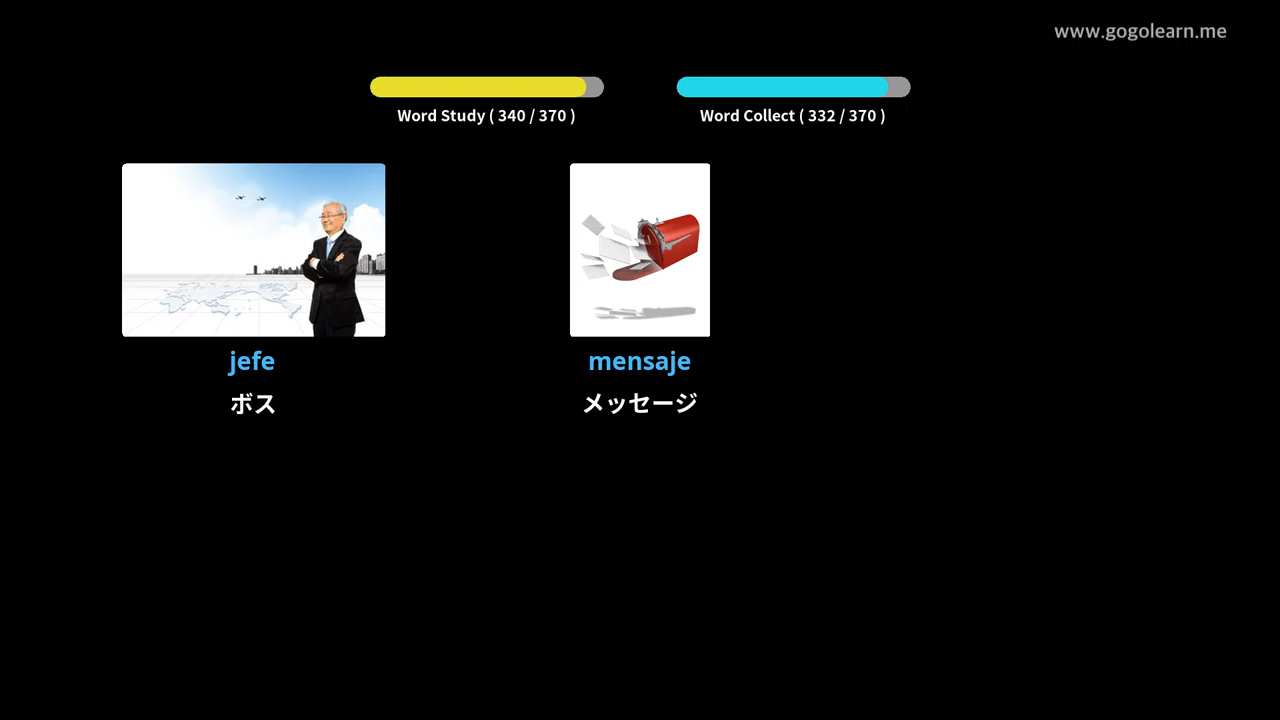 www.gogolearn.me
Word Study ( 340 / 370 )
Word Collect ( 332 / 370 )
jefe
ボス
mensaje
メッセージ